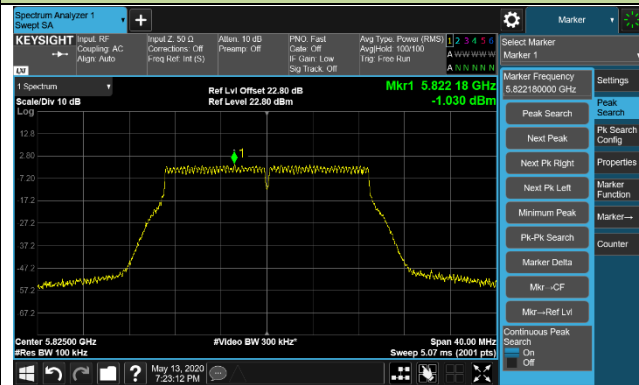 Spectrum Analyzer 1
Swept SA
+
Marker
KEYSIGHT
LXI
Input: RF
Coupling: AC
Align: Auto
Input Z: 50 Ω
Corrections: Off
Freq Ref: Int (S)
Atten: 10 dB
Preamp: Off
PNO: Fast
Gate: Off
IF Gain: Low
Sig Track: Off
Avg Type: Power (RMS)
Avg|Hold: 100/100
Trig: Free Run
1 2 3 4 5 6
A W W W W W
A N N N N N
Select Marker
Marker 1
1 Spectrum
Scale/Div 10 dB
Log
Ref Lvl Offset 22.80 dB
Ref Level 22.80 dBm
Mkr1 5.822 18 GHz
-1.030 dBm
12.8
2.80
-7.20
-17.2
-27.2
-37.2
-47.2
-57.2
-67.2
1
Center 5.82500 GHz
#Res BW 100 kHz
#Video BW 300 kHz*
Span 40.00 MHz
Sweep 5.07 ms (2001 pts)
Marker Frequency
5.822180000 GHz
Peak Search
Next Peak
Next Pk Right
Next Pk Left
Minimum Peak
Pk-Pk Search
Marker Delta
Mkr→CF
Mkr→Ref Lvl
Continuous Peak
Search
On
Off
Settings
Peak
Search
Pk Search
Config
Properties
Marker
Function
Marker→
Counter
?
May 13, 2020
7:23:12 PM